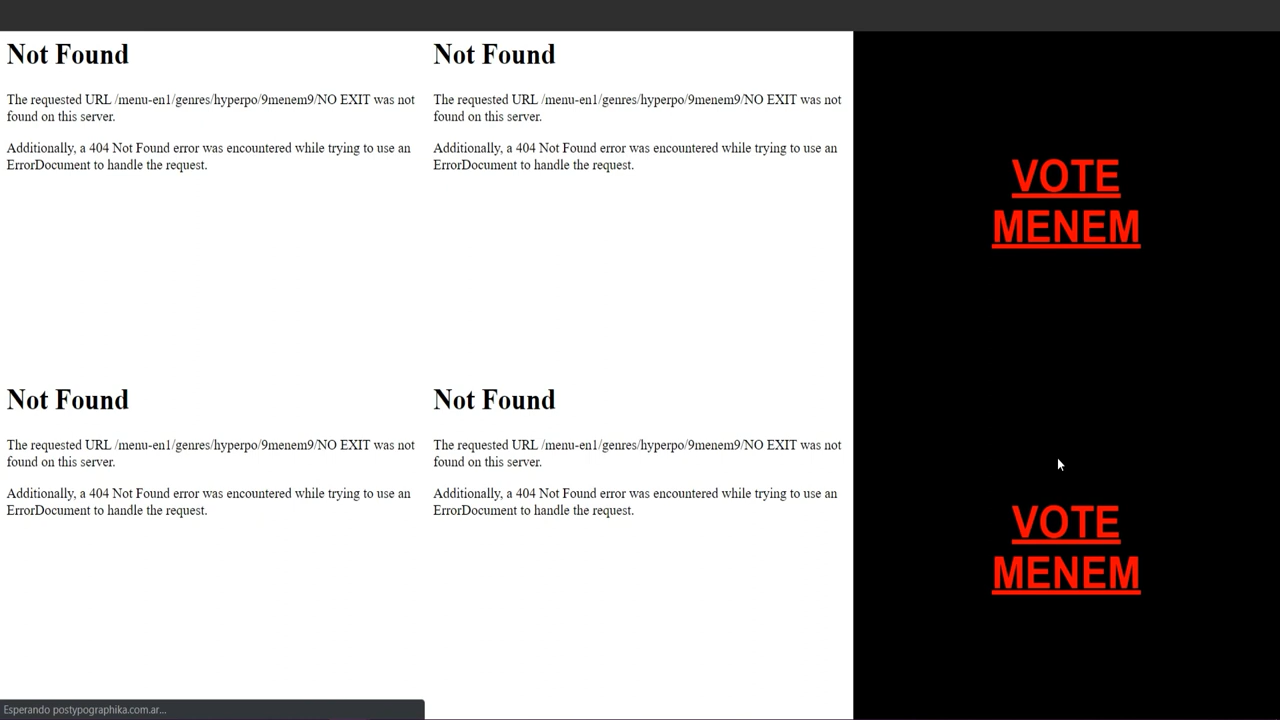 Not Found
The requested URL /menu-en1/genres/hyperpo/9menem9/NO EXIT was not
found on this server.
Additionally, a 404 Not Found error was encountered while trying to use an
ErrorDocument to handle the request.
Not Found
The requested URL /menu-en1/genres/hyperpo/9menem9/NO EXIT was not
found on this server.
Additionally, a 404 Not Found error was encountered while trying to use an
ErrorDocument to handle the request.
VOTE
MENEM
Not Found
The requested URL /menu-en1/genres/hyperpo/9menem9/NO EXIT was not
found on this server.
Additionally, a 404 Not Found error was encountered while trying to use an
ErrorDocument to handle the request.
Not Found
The requested URL /menu-en1/genres/hyperpo/9menem9/NO EXIT was not
found on this server.
Additionally, a 404 Not Found error was encountered while trying to use an
ErrorDocument to handle the request.
VOTE
MENEM
Esperando postypographika.com.ar...